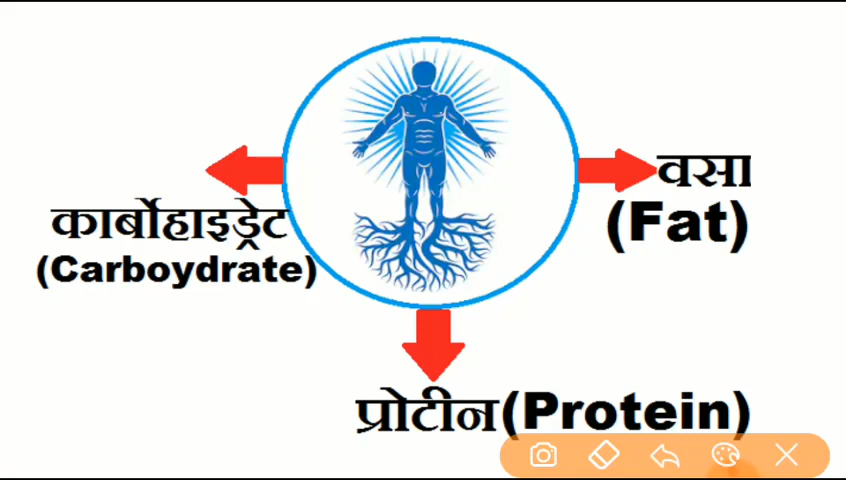 वसा
(Fat)
कार्बोहाइड्रेट
(Carboydrate)
प्रोटीन(Protein)